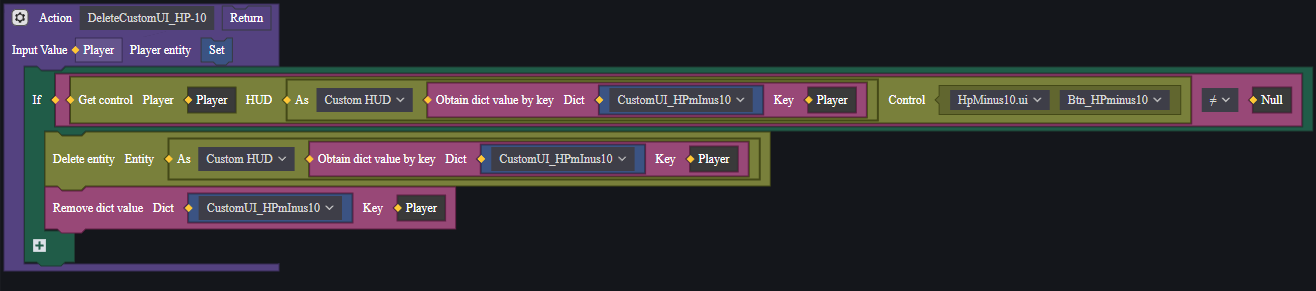 Action DeleteCustomUI_HP-10 Return
Input Value Player Player entity Set
If Get control Player Player HUD As Custom HUD Obtain dict value by key Dict CustomUI_HPmInus10 Key Player Control HpMinus10.ui Btn_HPminus10 ≠ Null
Delete entity Entity As Custom HUD Obtain dict value by key Dict CustomUI_HPmInus10 Key Player
Remove dict value Dict CustomUI_HPmInus10 Key Player